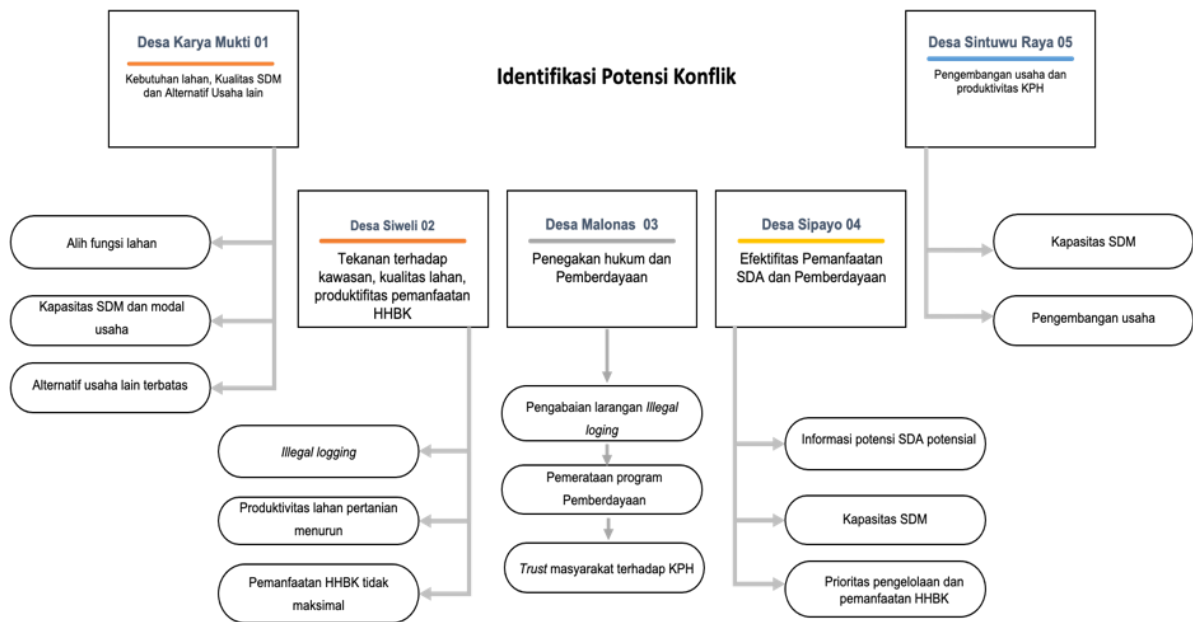 Identifikasi Potensi Konflik
Desa Karya Mukti 01
Kebutuhan lahan, Kualitas SDM
dan Alternatif Usaha lain
Alih fungsi lahan
Kapasitas SDM dan modal
usaha
Alternatif usaha lain terbatas
Desa Siweli 02
Tekanan terhadap
kawasan, kualitas lahan,
produktifitas pemanfaatan
HHBK
Illegal logging
Produktivitas lahan pertanian
menurun
Pemanfaatan HHBK tidak
maksimal
Desa Malonas 03
Penegakan hukum dan
Pemberdayaan
Pengabaian larangan Illegal
loging
Pemerataan program
Pemberdayaan
Trust masyarakat terhadap KPH
Desa Sipayo 04
Efektifitas Pemanfaatan
SDA dan Pemberdayaan
Informasi potensi SDA potensial
Kapasitas SDM
Prioritas pengelolaan dan
pemanfaatan HHBK
Desa Sintuwu Raya 05
Pengembangan usaha dan
produktivitas KPH
Kapasitas SDM
Pengembangan usaha